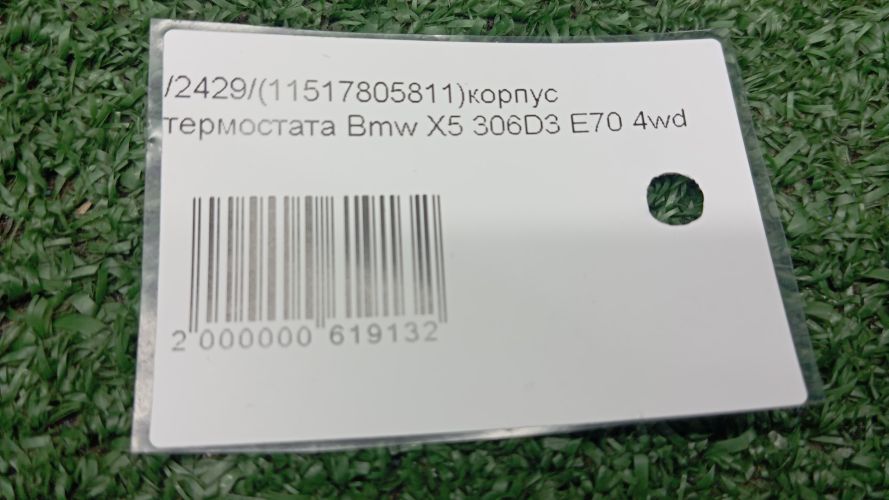 /2429/(11517805811)корпус
термостата Bmw X5 306D3 E70 4wd
2 000000 619132